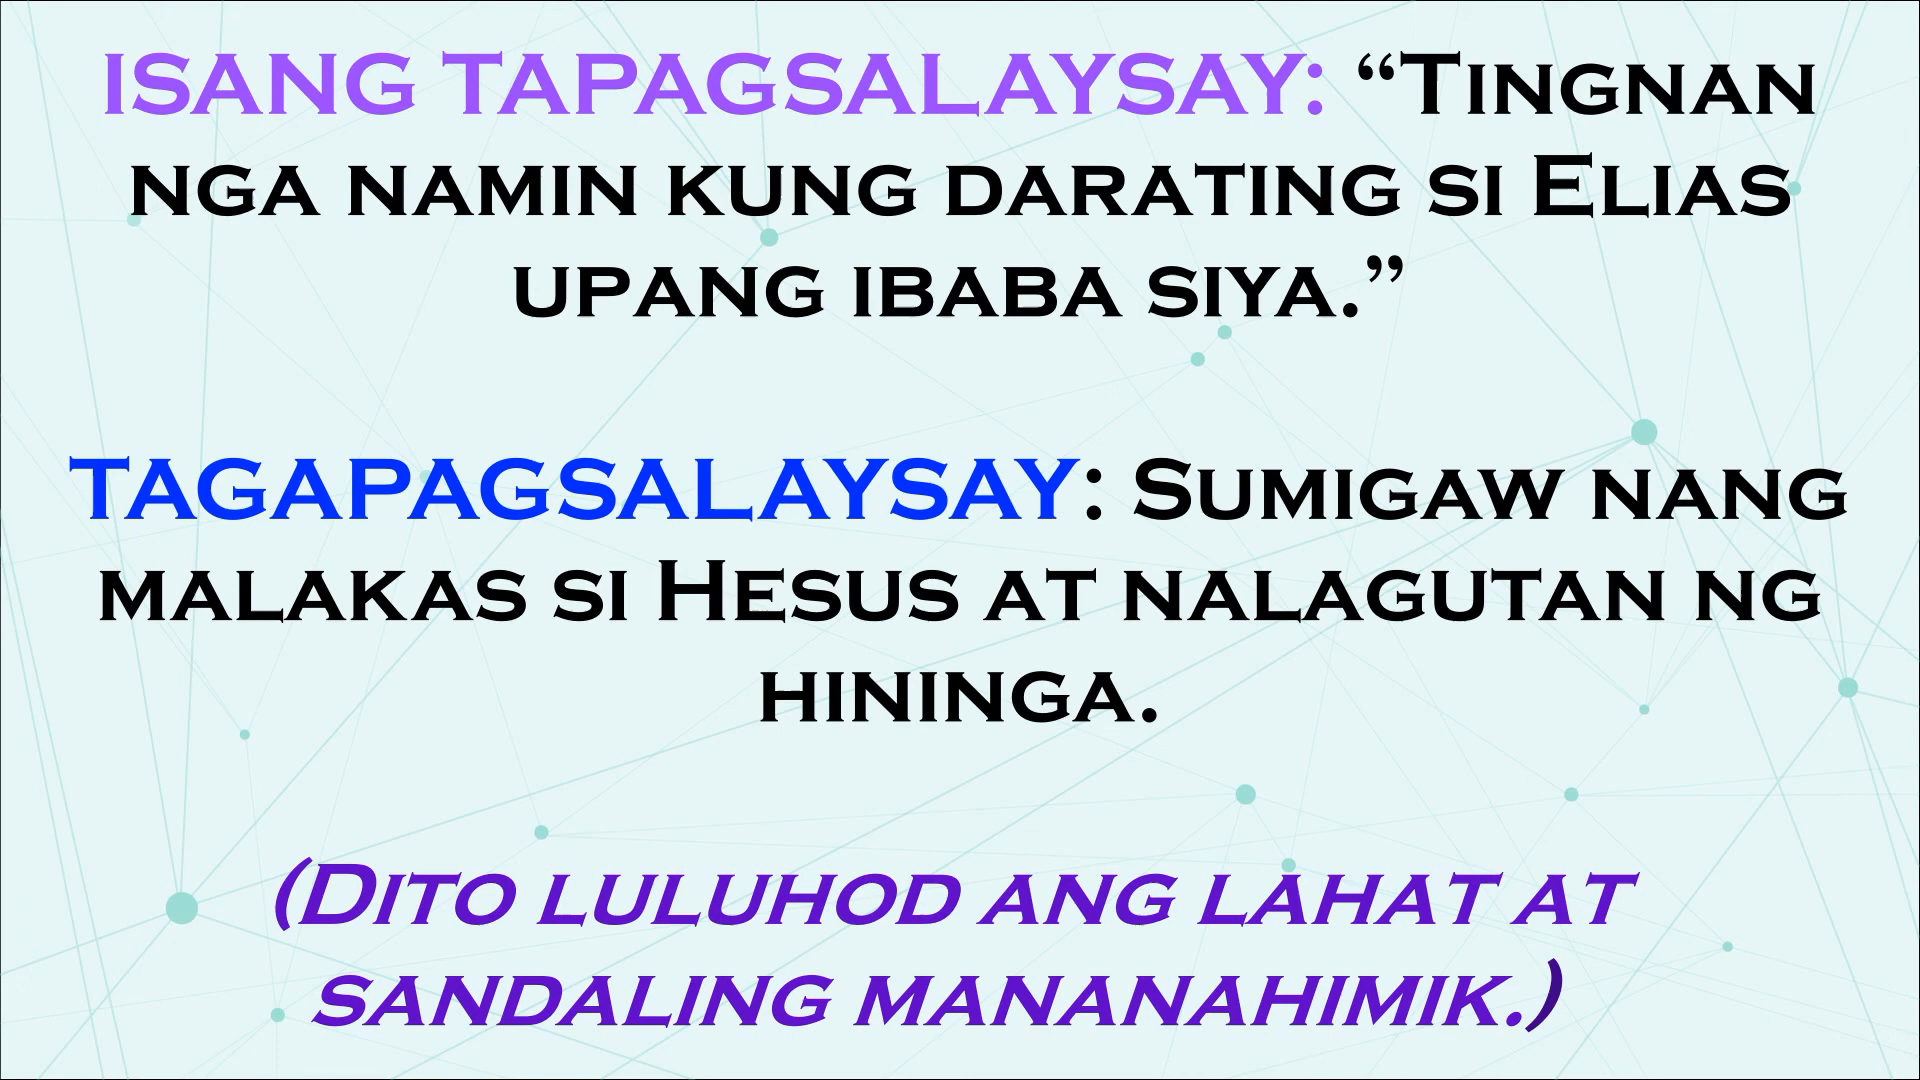 ISANG TAPAGSALAYSAY: “Tingnan
nga namin kung darating si Elias
upang ibaba siya.”
TAGAPAGSALAYSAY: Sumigaw nang
malakas si Hesus at nalagutan ng
hininga.
(Dito luluhod ang lahat at
sandaling mananahimik.)